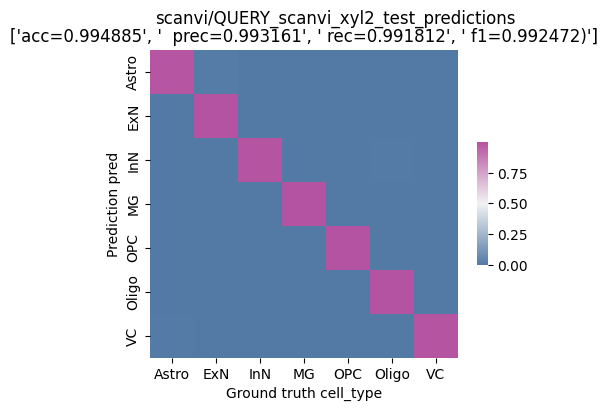 scanvi/QUERY_scanvi_xyl2_test_predictions
['acc=0.994885', '  prec=0.993161', ' rec=0.991812', ' f1=0.992472)']
Astro
ExN
InN
MG
OPC
Oligo
VC
Prediction pred
0.75
0.50
0.25
0.00
Astro ExN InN MG OPC Oligo VC
Ground truth cell_type